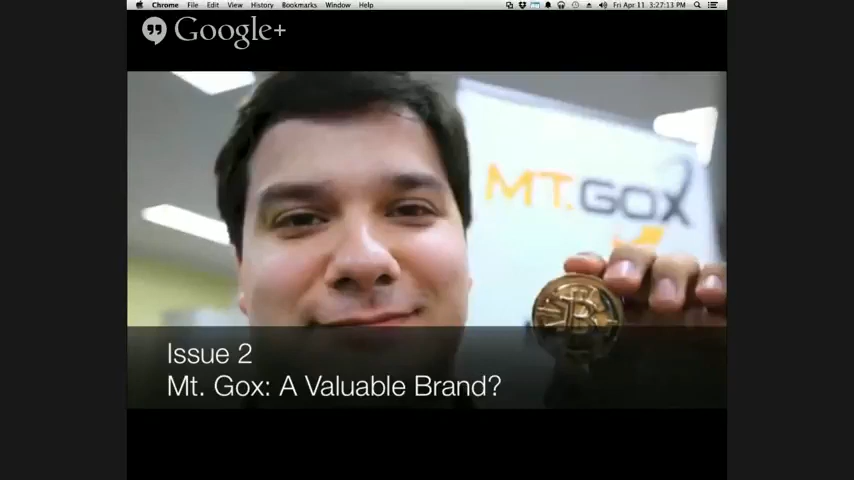 Chrome File Edit View History Bookmarks Window Help Fri Apr 11 3:27:13 PM
Google+
MT.GOX
B
Issue 2
Mt. Gox: A Valuable Brand?